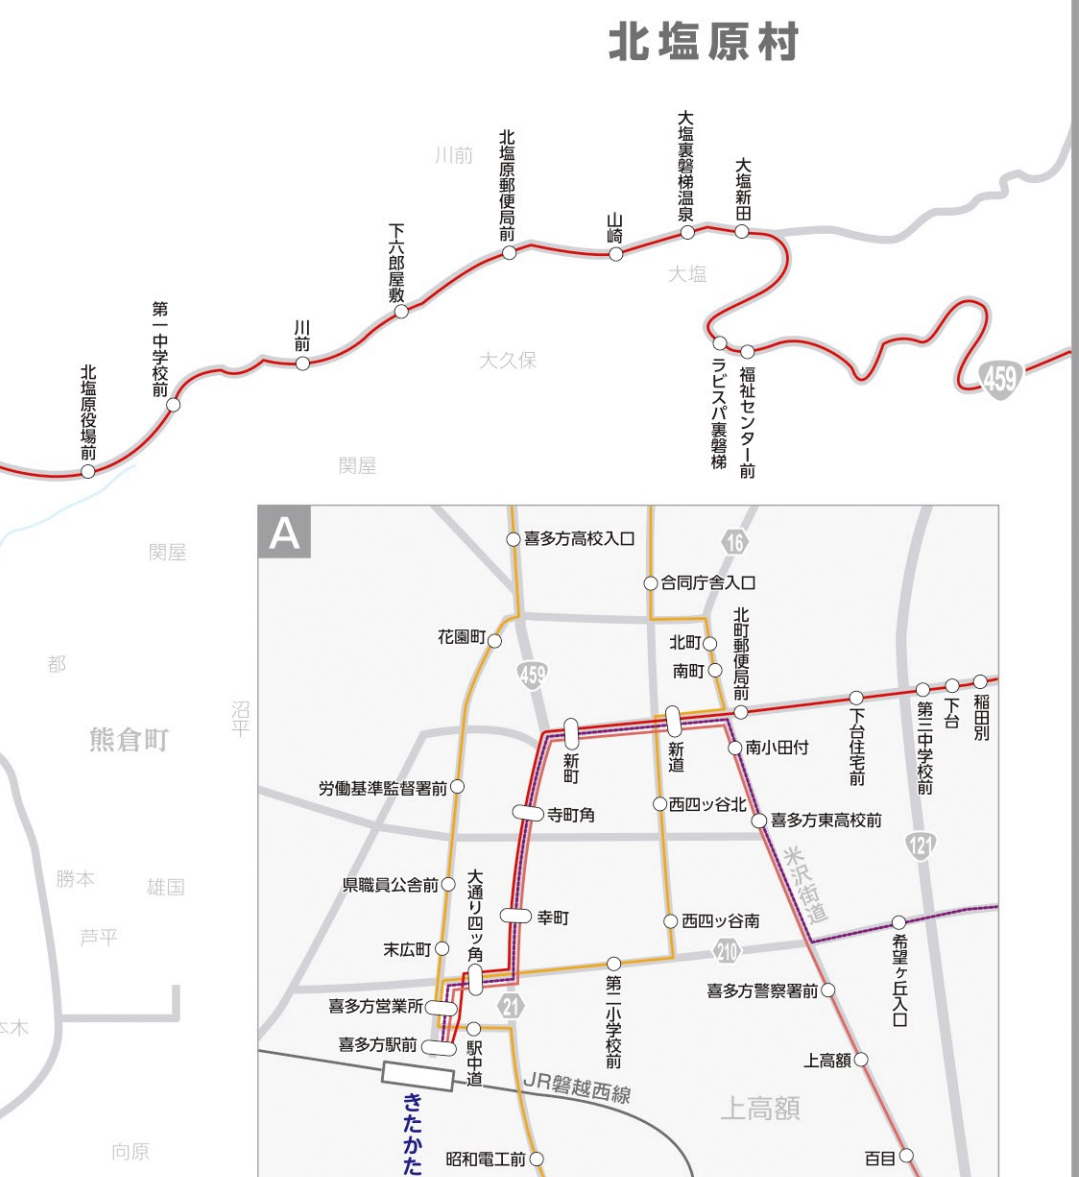 北塩原村
川前
大塩裏磐梯温泉
北塩原郵便局前
大塩新田
山崎
下六郎屋敷
大塩
第一中学校前
川前
大久保
北塩原役場前
ラビスパ裏磐梯
福祉センター前
459
関屋
関屋
都
沼平
熊倉町
勝本
雄国
芦平
向原
A
喜多方高校入口
16
合同庁舎入口
花園町
北町
北町郵便局前
南町
459
下台住宅前
第三中学校前
下台
稲田別
新町
新道
南小田付
労働基準監督署前
寺町角
西四ッ谷北
喜多方東高校前
121
米沢街道
県職員公舎前
大通り四ッ角
幸町
西四ッ谷南
末広町
210
希望ヶ丘入口
喜多方営業所
21
第二小学校前
喜多方警察署前
喜多方駅前
駅中道
上高額
JR磐越西線
上高額
きたかた
昭和電工前
百目